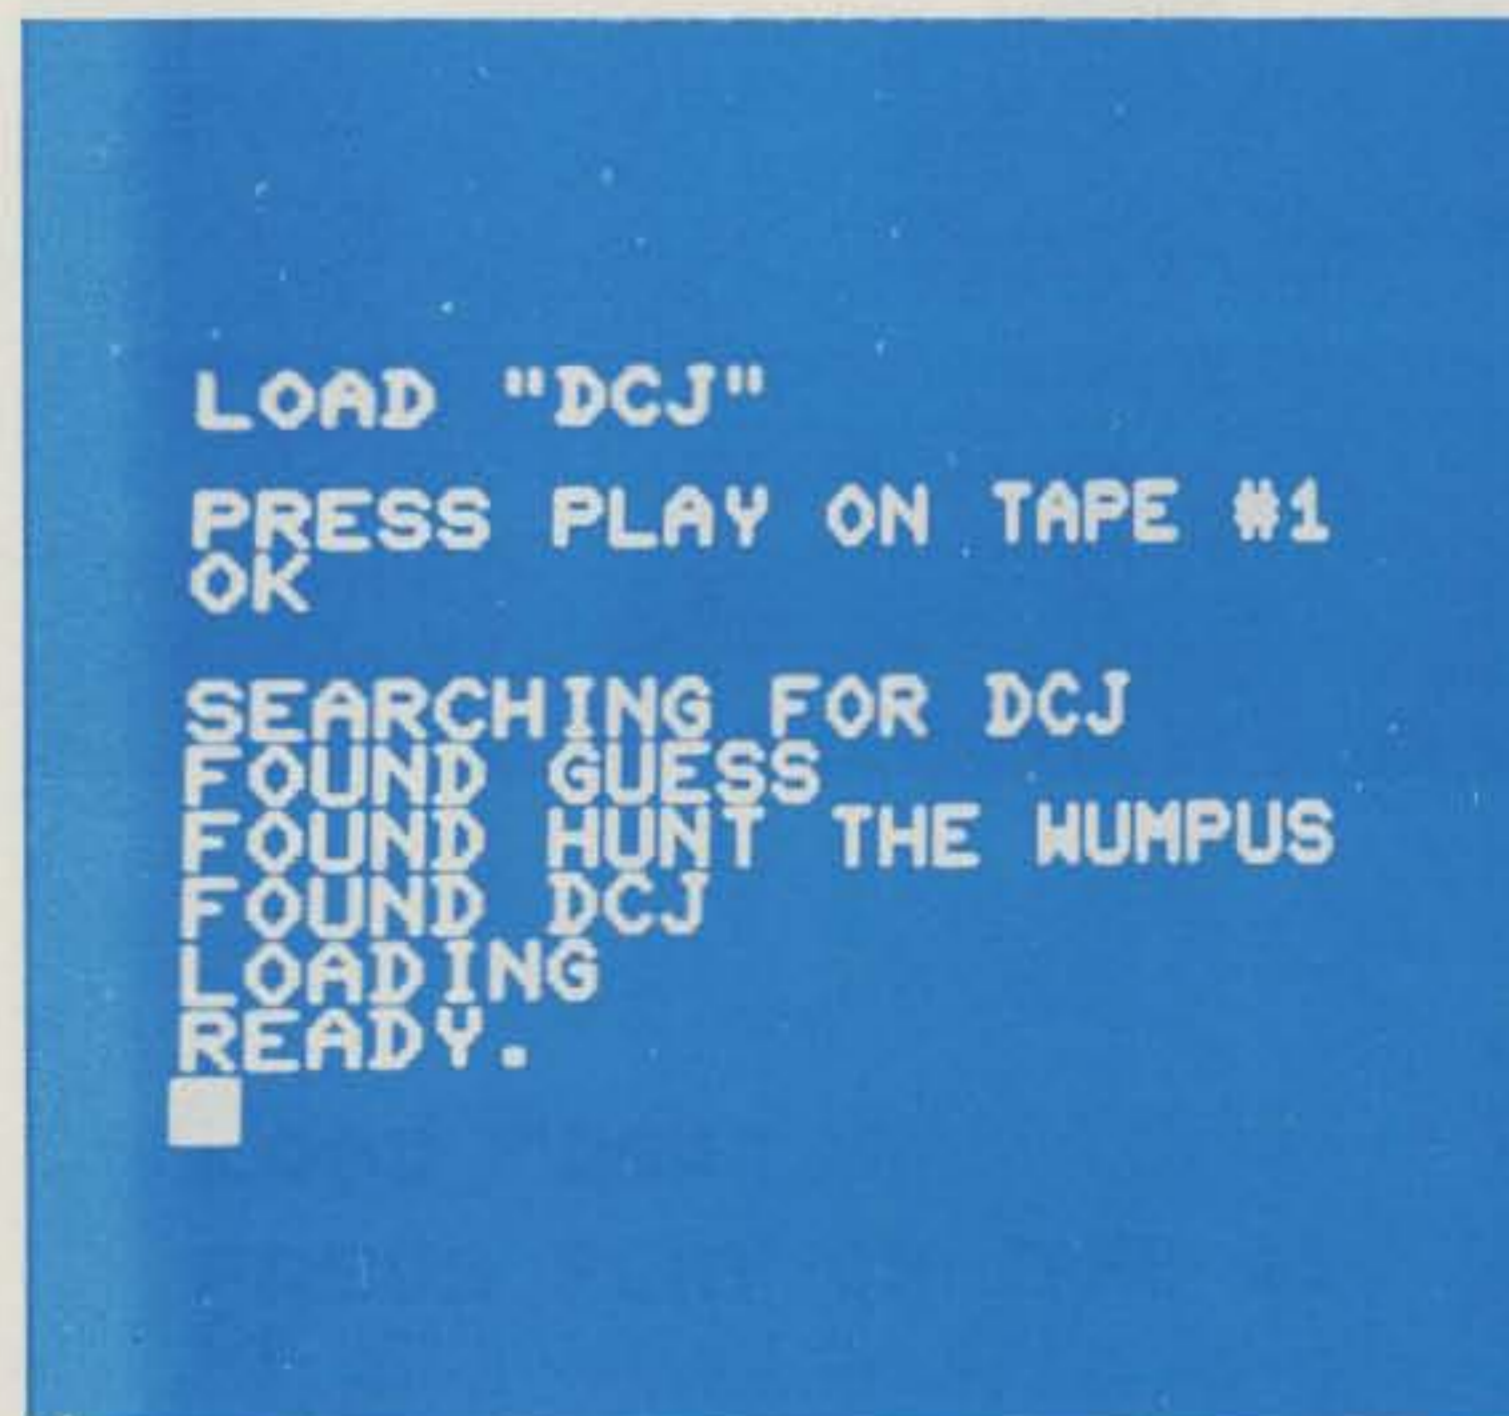 LOAD "DCJ"
PRESS PLAY ON TAPE #1
OK
SEARCHING FOR DCJ
FOUND GUESS
FOUND HUNT THE WUMPUS
FOUND DCJ
LOADING
READY.